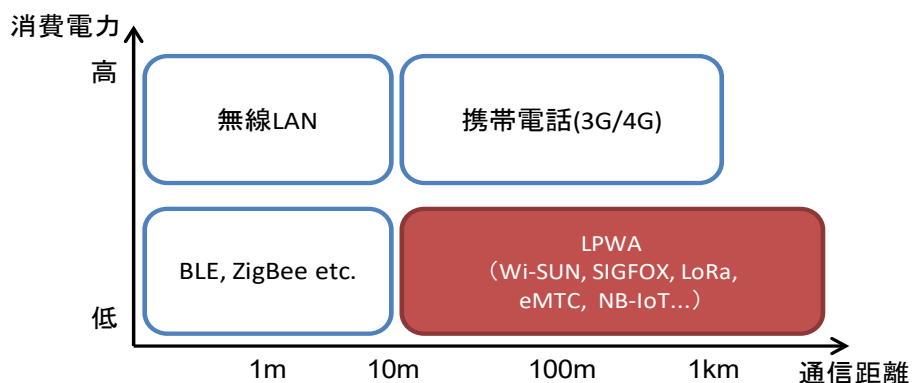 消費電力
高
無線LAN
携帯電話(3G/4G)
BLE, ZigBee etc.
LPWA
（Wi-SUN, SIGFOX, LoRa,
eMTC, NB-IoT...）
低
1m
10m
100m
1km
通信距離